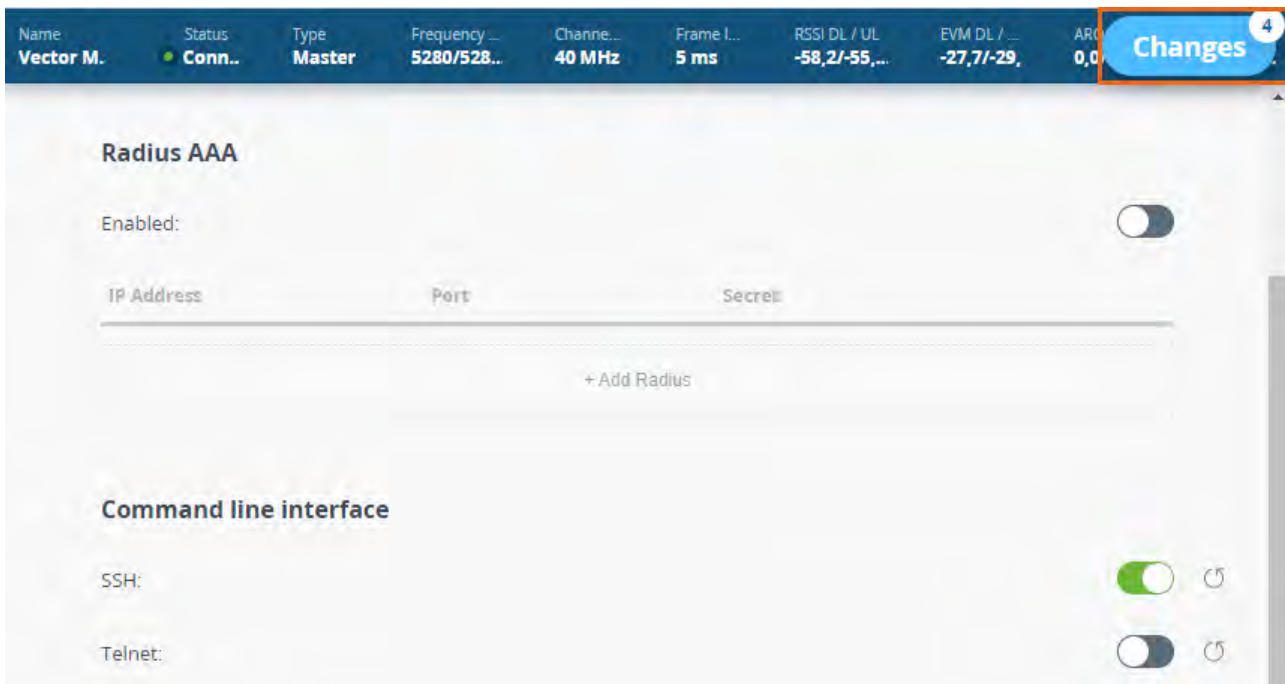 Name Status Type Frequency ... Channe... Frame l... RSSI DL / UL EVM DL / ...
Vector M. Conn.. Master 5280/528... 40 MHz 5 ms -58,2/-55,... -27,7/-29, 0,0
Changes 4
Radius AAA
Enabled:
IP Address Port Secret
+ Add Radius
Command line interface
SSH:
Telnet: